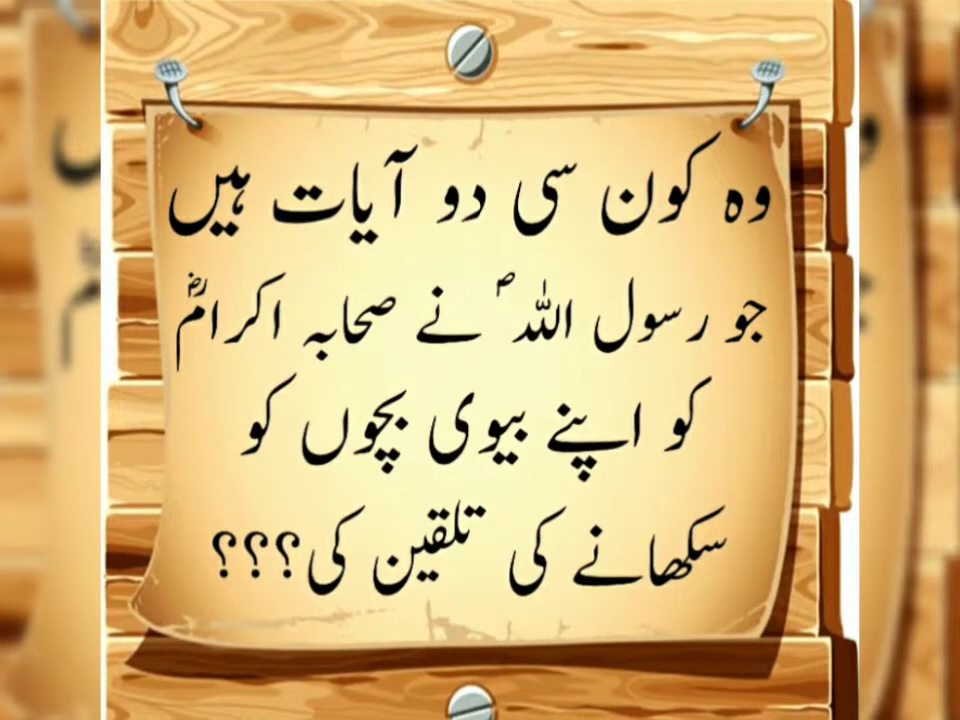 وہ کون سی دو آیات ہیں
جو رسول اللہ ؐ نے صحابہ اکرامؓ
کو اپنے بیوی بچوں کو
سکھانے کی تلقین کی؟؟؟